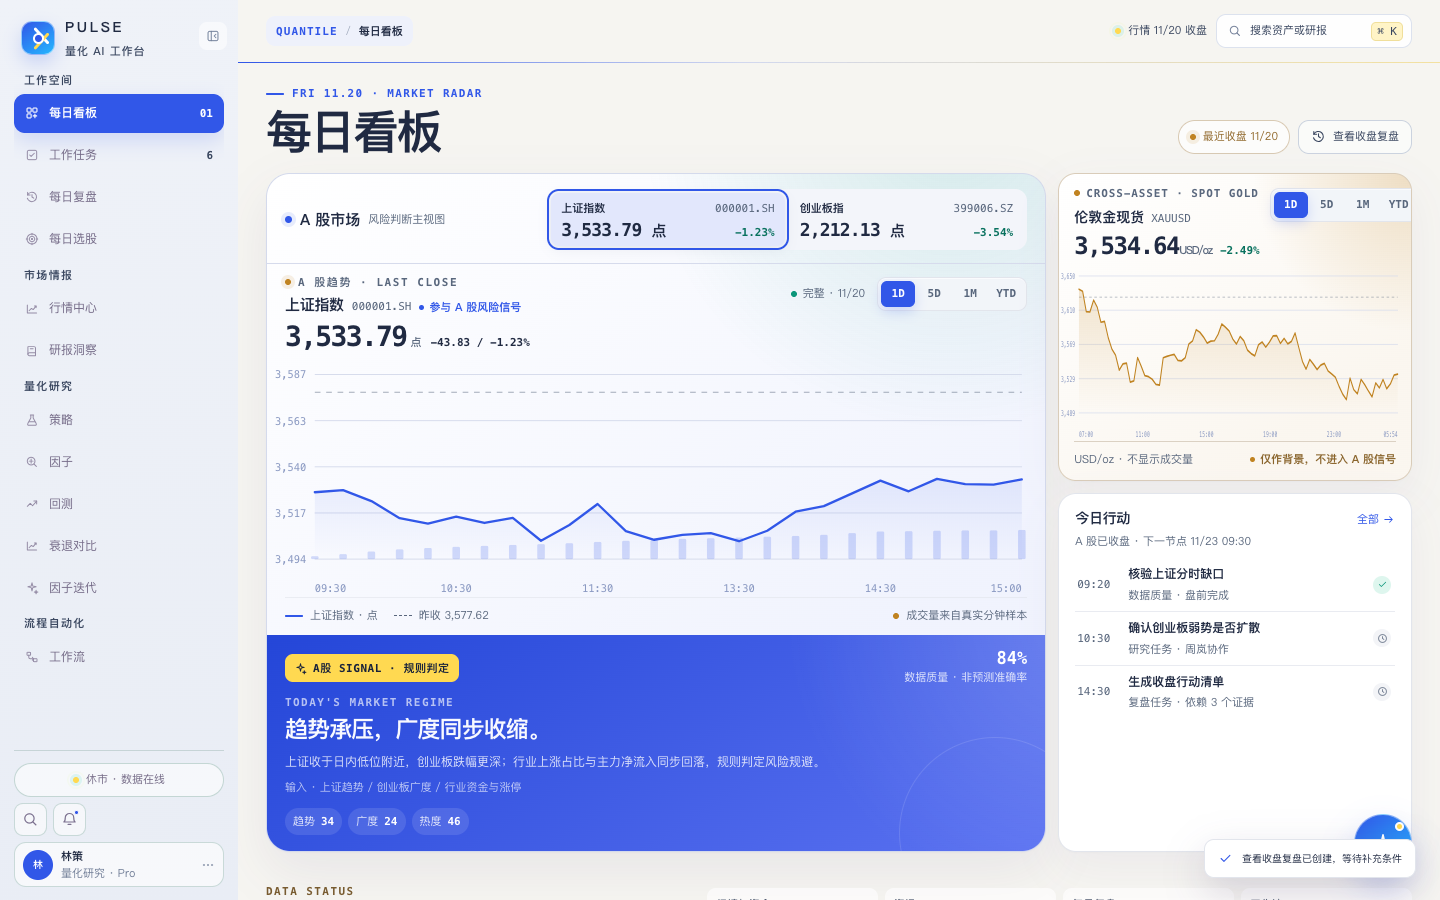 PULSE
量化 AI 工作台
工作空间
每日看板 01
工作任务 6
每日复盘
每日选股
市场情报
行情中心
研报洞察
量化研究
策略
因子
回测
衰退对比
因子迭代
流程自动化
工作流
休市 · 数据在线
林 林策
量化研究 · Pro
QUANTILE / 每日看板
行情 11/20 收盘
搜索资产或研报 ⌘ K
FRI 11.20 · MARKET RADAR
每日看板
最近收盘 11/20
查看收盘复盘
A 股市场 风险判断主视图
上证指数 000001.SH
3,533.79 点 −1.23%
创业板指 399006.SZ
2,212.13 点 −3.54%
A 股趋势 · LAST CLOSE
上证指数 000001.SH 参与 A 股风险信号
3,533.79 点 −43.83 / −1.23%
完整 · 11/20
1D 5D 1M YTD
3,587
3,563
3,540
3,517
3,494
09:30 10:30 11:30 13:30 14:30 15:00
上证指数 · 点 昨收 3,577.62
成交量来自真实分钟样本
A股 SIGNAL · 规则判定
84%
数据质量 · 非预测准确率
TODAY'S MARKET REGIME
趋势承压，广度同步收缩。
上证收于日内低位附近，创业板跌幅更深；行业上涨占比与主力净流入同步回落，规则判定风险规避。
输入 · 上证趋势 / 创业板广度 / 行业资金与涨停
趋势 34 广度 24 热度 46
CROSS-ASSET · SPOT GOLD
伦敦金现货 XAUUSD
3,534.64 USD/oz −2.49%
1D 5D 1M YTD
3,650
3,610
3,569
3,529
3,489
07:00 11:00 15:00 19:00 23:00 05:54
USD/oz · 不显示成交量
仅作背景，不进入 A 股信号
今日行动 全部 →
A 股已收盘 · 下一节点 11/23 09:30
09:20 核验上证分时缺口
数据质量 · 盘前完成
10:30 确认创业板弱势是否扩散
研究任务 · 周岚协作
14:30 生成收盘行动清单
复盘任务 · 依赖 3 个证据
查看收盘复盘已创建，等待补充条件
DATA STATUS